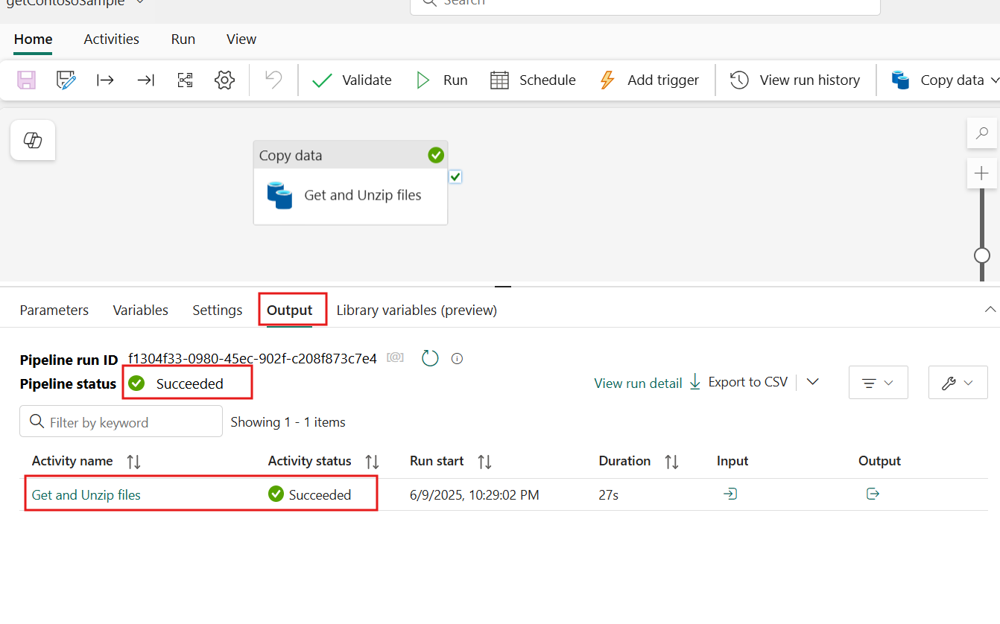 getContosoSample
Search
Home Activities Run View
Validate Run Schedule Add trigger View run history Copy data
Copy data
Get and Unzip files
Parameters Variables Settings Output Library variables (preview)
Pipeline run ID f1304f33-0980-45ec-902f-c208f873c7e4 [@]
Pipeline status Succeeded
View run detail Export to CSV
Filter by keyword Showing 1 - 1 items
Activity name Activity status Run start Duration Input Output
Get and Unzip files Succeeded 6/9/2025, 10:29:02 PM 27s